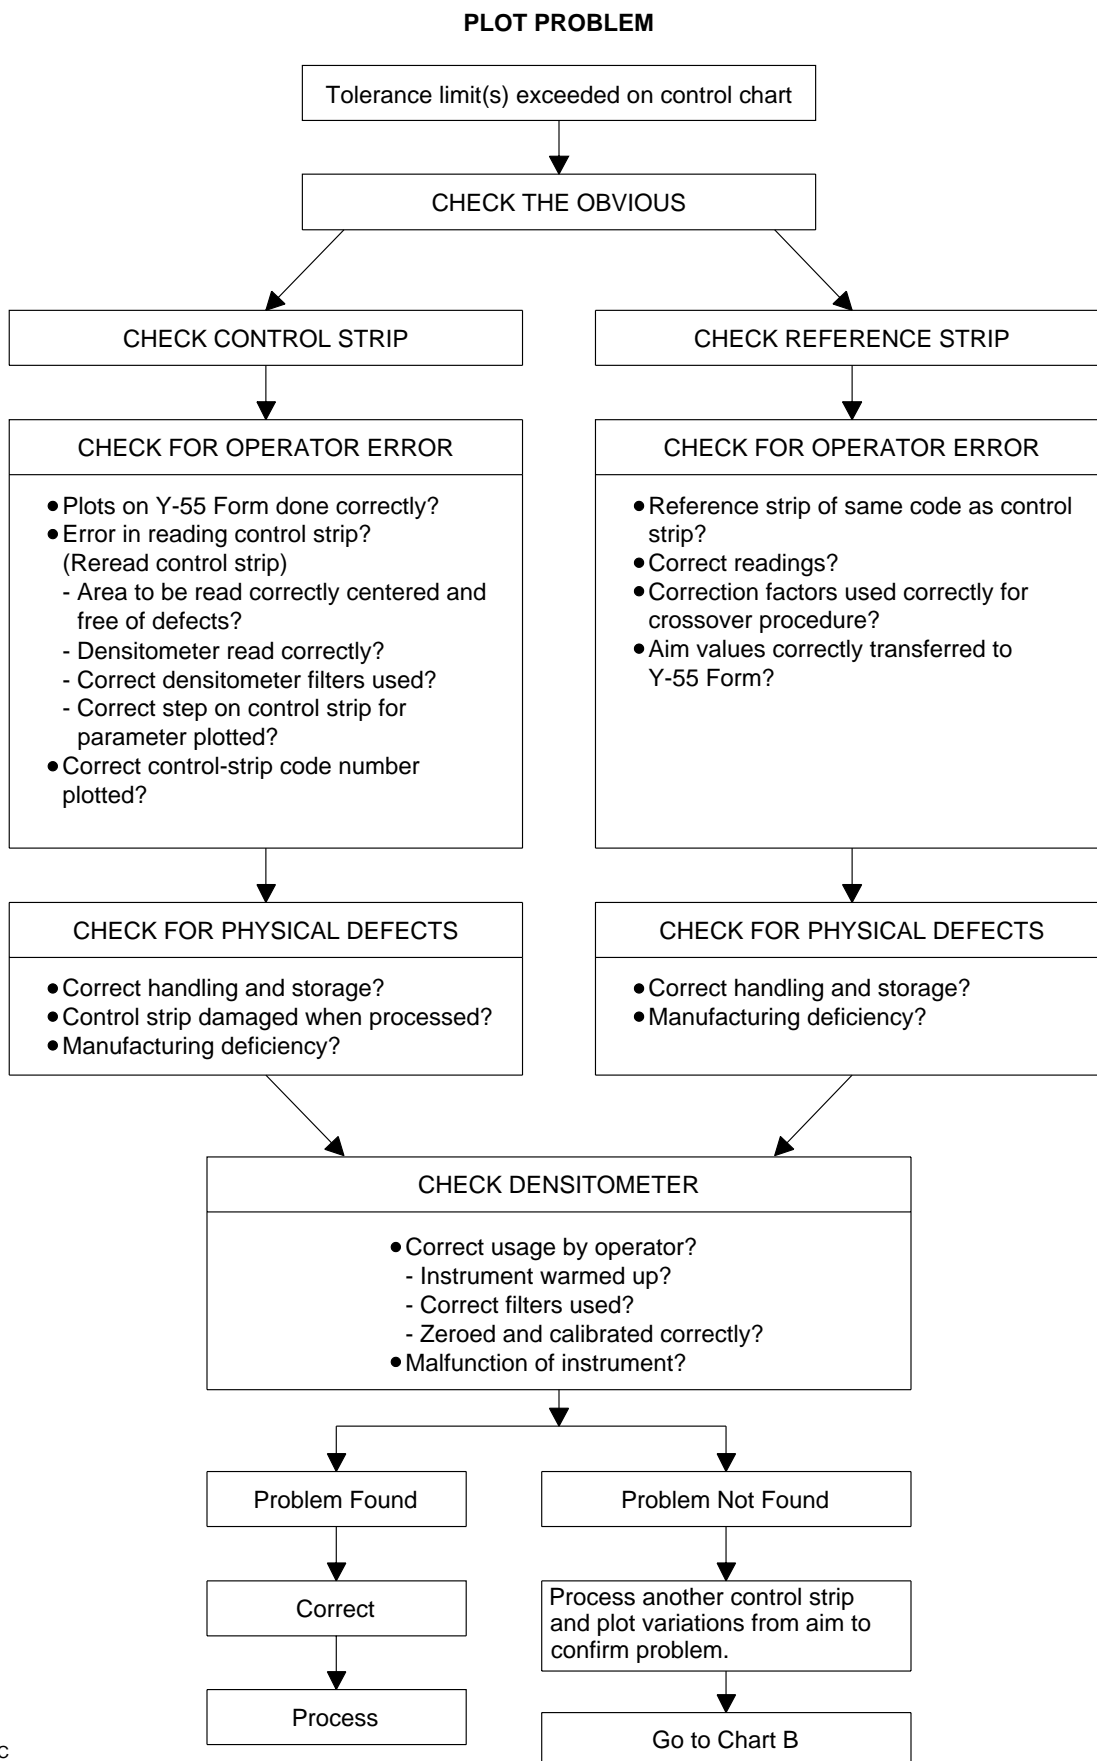 PLOT PROBLEM
Tolerance limit(s) exceeded on control chart
CHECK THE OBVIOUS
CHECK CONTROL STRIP
CHECK FOR OPERATOR ERROR
• Plots on Y-55 Form done correctly?
• Error in reading control strip?
(Reread control strip)
- Area to be read correctly centered and
free of defects?
- Densitometer read correctly?
- Correct densitometer filters used?
- Correct step on control strip for
parameter plotted?
• Correct control-strip code number
plotted?
CHECK FOR PHYSICAL DEFECTS
• Correct handling and storage?
• Control strip damaged when processed?
• Manufacturing deficiency?
CHECK REFERENCE STRIP
CHECK FOR OPERATOR ERROR
• Reference strip of same code as control
strip?
• Correct readings?
• Correction factors used correctly for
crossover procedure?
• Aim values correctly transferred to
Y-55 Form?
CHECK FOR PHYSICAL DEFECTS
• Correct handling and storage?
• Manufacturing deficiency?
CHECK DENSITOMETER
• Correct usage by operator?
- Instrument warmed up?
- Correct filters used?
- Zeroed and calibrated correctly?
• Malfunction of instrument?
Problem Found
Correct
Process
Problem Not Found
Process another control strip
and plot variations from aim to
confirm problem.
Go to Chart B
C